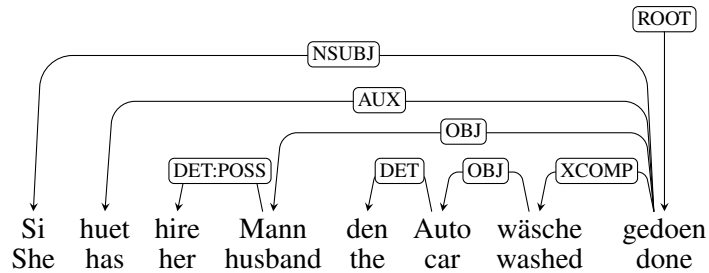 ROOT
NSUBJ
AUX
OBJ
DET:POSS DET OBJ XCOMP
Si huet hire Mann den Auto wäsche gedoen
She has her husband the car washed done